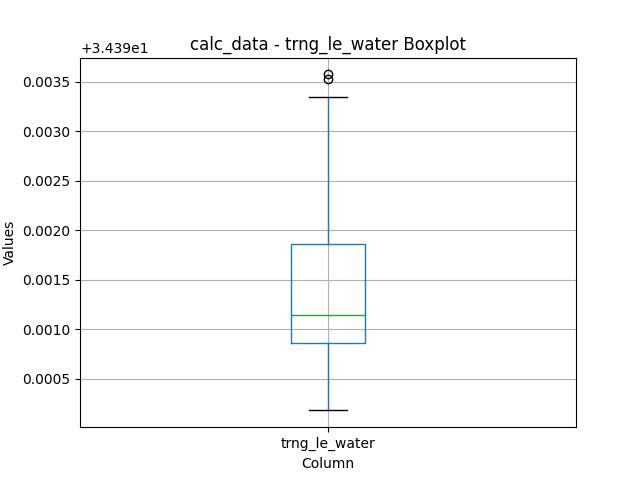 calc_data - trng_le_water Boxplot
+3.439e1
0.0035
0.0030
0.0025
0.0020
0.0015
0.0010
0.0005
Values
trng_le_water
Column